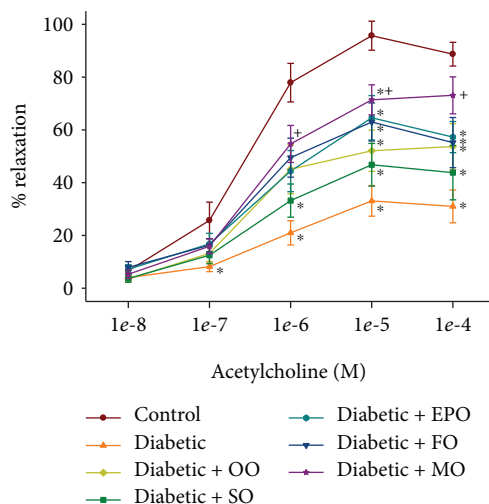 100
80
60
40
20
0
% relaxation
* + * * * * *
+ * *
+ * * * * *
*
1e-8 1e-7 1e-6 1e-5 1e-4
Acetylcholine (M)
Control
Diabetic
Diabetic + OO
Diabetic + SO
Diabetic + EPO
Diabetic + FO
Diabetic + MO